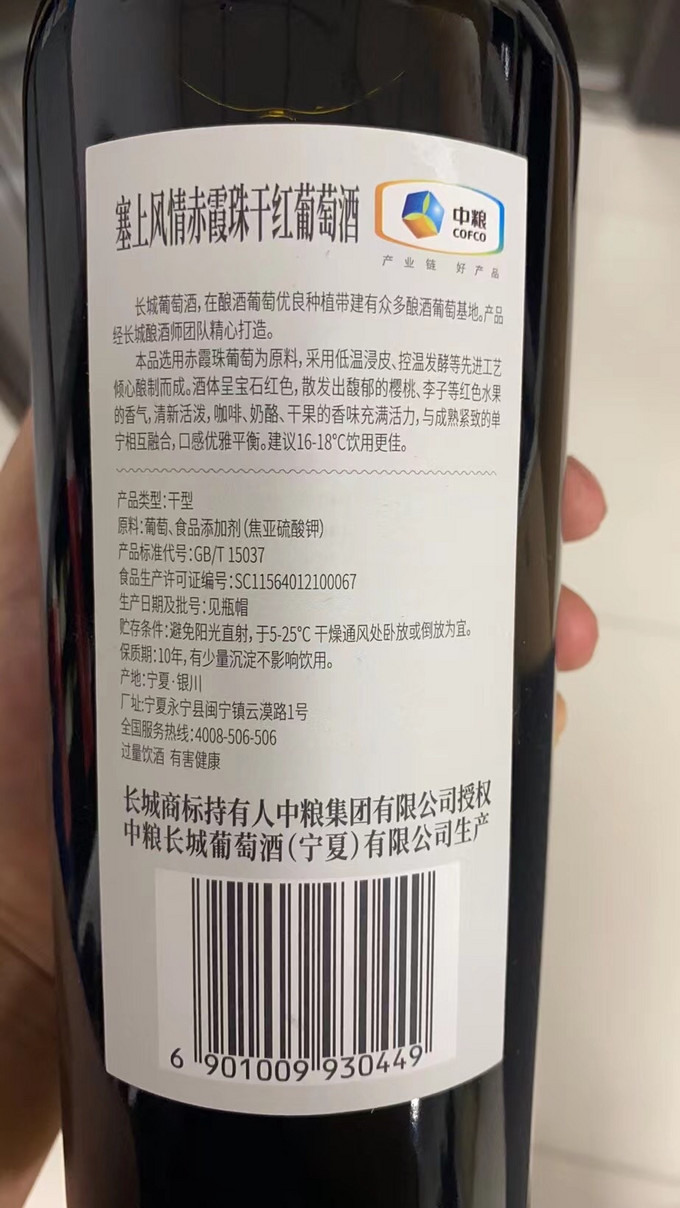 塞上风情赤霞珠干红葡萄酒
中粮
COFCO
产业链 好产品
长城葡萄酒，在酿酒葡萄优良种植带建有众多酿酒葡萄基地。产品
经长城酿酒师团队精心打造。
本品选用赤霞珠葡萄为原料，采用低温浸皮、控温发酵等先进工艺
倾心酿制而成。酒体呈宝石红色，散发出馥郁的樱桃、李子等红色水果
的香气，清新活泼，咖啡、奶酪、干果的香味充满活力，与成熟紧致的单
宁相互融合，口感优雅平衡。建议16-18°C饮用更佳。
产品类型：干型
原料：葡萄、食品添加剂（焦亚硫酸钾）
产品标准代号：GB/T 15037
食品生产许可证编号：SC11564012100067
生产日期及批号：见瓶帽
贮存条件：避免阳光直射，于5-25°C 干燥通风处卧放或倒放为宜。
保质期：10年，有少量沉淀不影响饮用。
产地：宁夏·银川
厂址：宁夏永宁县闽宁镇云漠路1号
全国服务热线：4008-506-506
过量饮酒 有害健康
长城商标持有人中粮集团有限公司授权
中粮长城葡萄酒（宁夏）有限公司生产
6 901009 930449